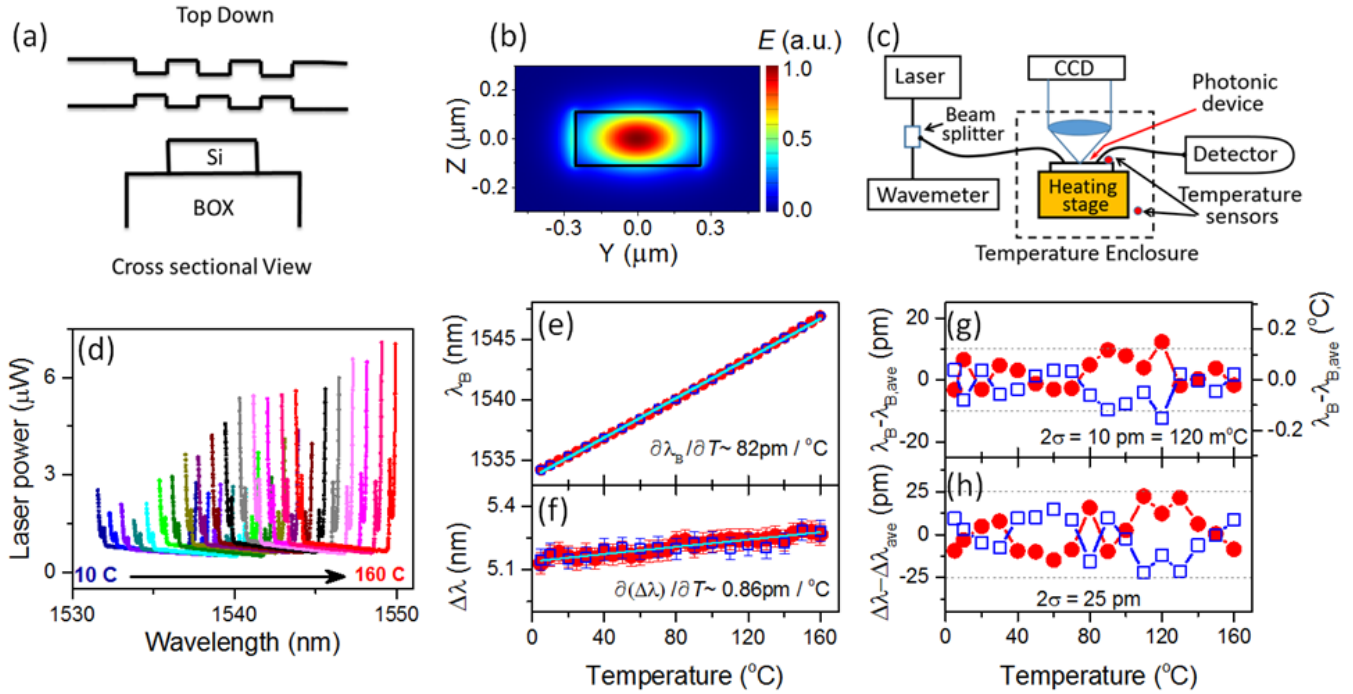 Top Down
(a)
Si
BOX
Cross sectional View
(b)
E (a.u.)
Z (μm)
0.2
0.0
-0.2
-0.3
0.0
0.3
Y (μm)
1.0
0.5
0.0
(c)
Laser
CCD
Photonic
device
Beam
splitter
Detector
Wavemeter
Heating
stage
Temperature
sensors
Temperature Enclosure
(d)
Laser power (μW)
6
3
0
10 C
160 C
1530
1540
1550
Wavelength (nm)
(e)
λB (nm)
1545
1540
1535
∂λB/∂T~ 82pm / °C
(f)
Δλ (nm)
5.4
5.1
∂(Δλ)/∂T~ 0.86pm / °C
0
40
80
120
160
Temperature (°C)
(g)
λB-λB,ave (pm)
20
0
-20
λB-λB,ave (°C)
0.2
0.0
-0.2
2σ = 10 pm = 120 m°C
(h)
Δλ-Δλave (pm)
25
0
-25
2σ = 25 pm
0
40
80
120
160
Temperature (°C)